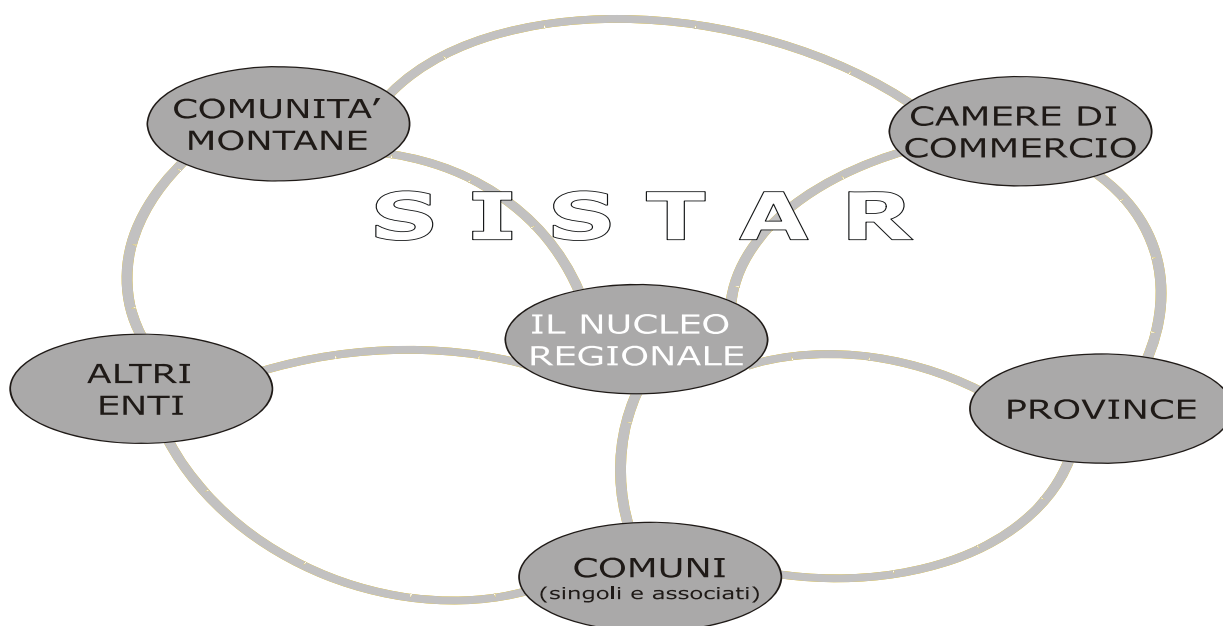 COMUNITA’
MONTANE
CAMERE DI
COMMERCIO
S I S T A R
IL NUCLEO
REGIONALE
ALTRI
ENTI
PROVINCE
COMUNI
(singoli e associati)